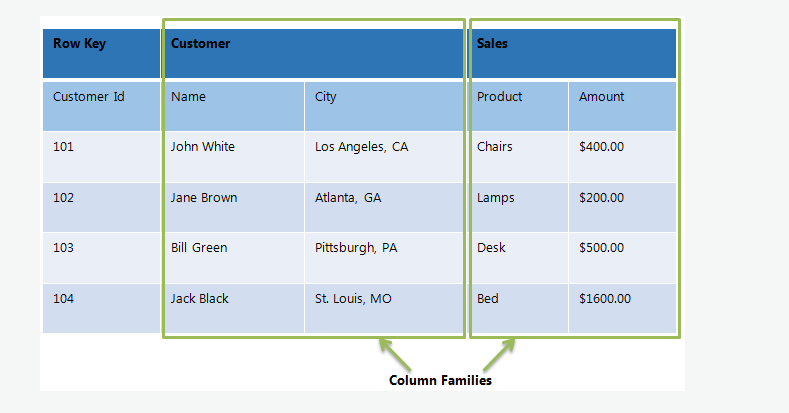 Row Key Customer Sales
Customer Id Name City Product Amount
101 John White Los Angeles, CA Chairs $400.00
102 Jane Brown Atlanta, GA Lamps $200.00
103 Bill Green Pittsburgh, PA Desk $500.00
104 Jack Black St. Louis, MO Bed $1600.00
Column Families